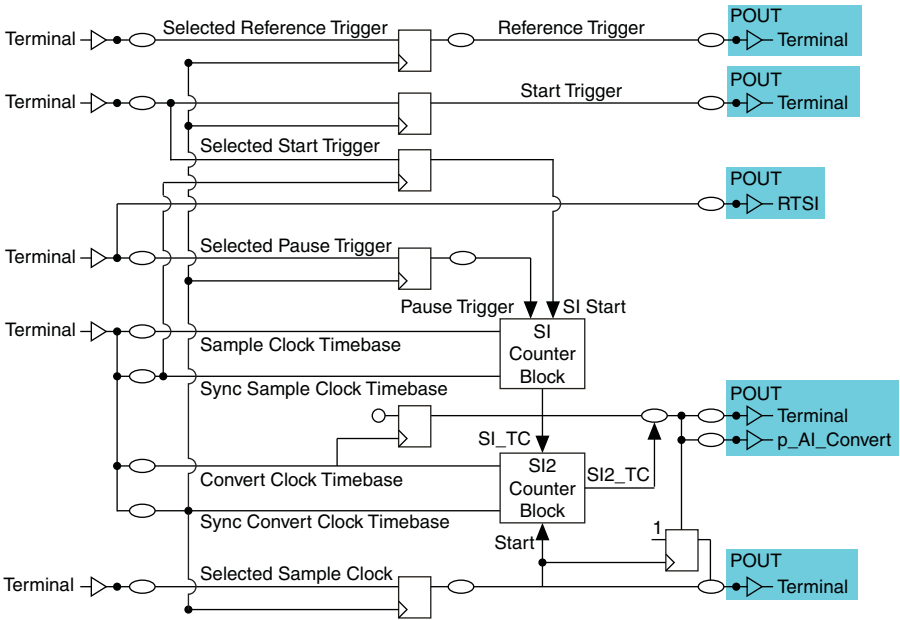 Terminal
Selected Reference Trigger
Reference Trigger
POUT
Terminal
Terminal
Start Trigger
POUT
Terminal
Selected Start Trigger
POUT
RTSI
Terminal
Selected Pause Trigger
Pause Trigger
SI Start
Terminal
Sample Clock Timebase
SI
Counter
Block
Sync Sample Clock Timebase
POUT
Terminal
p_AI_Convert
SI_TC
Convert Clock Timebase
SI2
Counter
Block
SI2_TC
Sync Convert Clock Timebase
Start
1
POUT
Terminal
Terminal
Selected Sample Clock